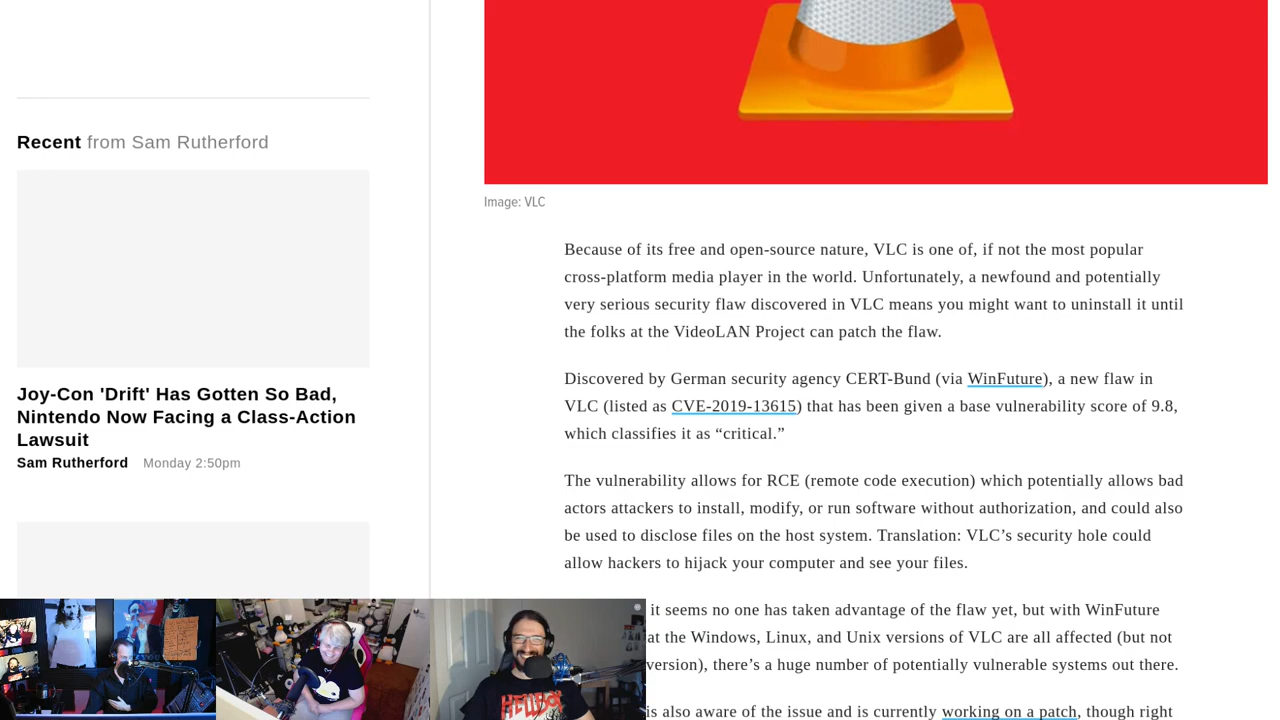 Recent from Sam Rutherford
Joy-Con 'Drift' Has Gotten So Bad,
Nintendo Now Facing a Class-Action
Lawsuit
Sam Rutherford Monday 2:50pm
Image: VLC
Because of its free and open-source nature, VLC is one of, if not the most popular
cross-platform media player in the world. Unfortunately, a newfound and potentially
very serious security flaw discovered in VLC means you might want to uninstall it until
the folks at the VideoLAN Project can patch the flaw.
Discovered by German security agency CERT-Bund (via WinFuture), a new flaw in
VLC (listed as CVE-2019-13615) that has been given a base vulnerability score of 9.8,
which classifies it as “critical.”
The vulnerability allows for RCE (remote code execution) which potentially allows bad
actors attackers to install, modify, or run software without authorization, and could also
be used to disclose files on the host system. Translation: VLC’s security hole could
allow hackers to hijack your computer and see your files.
it seems no one has taken advantage of the flaw yet, but with WinFuture
at the Windows, Linux, and Unix versions of VLC are all affected (but not
version), there’s a huge number of potentially vulnerable systems out there.
is also aware of the issue and is currently working on a patch, though right
HELLBOY